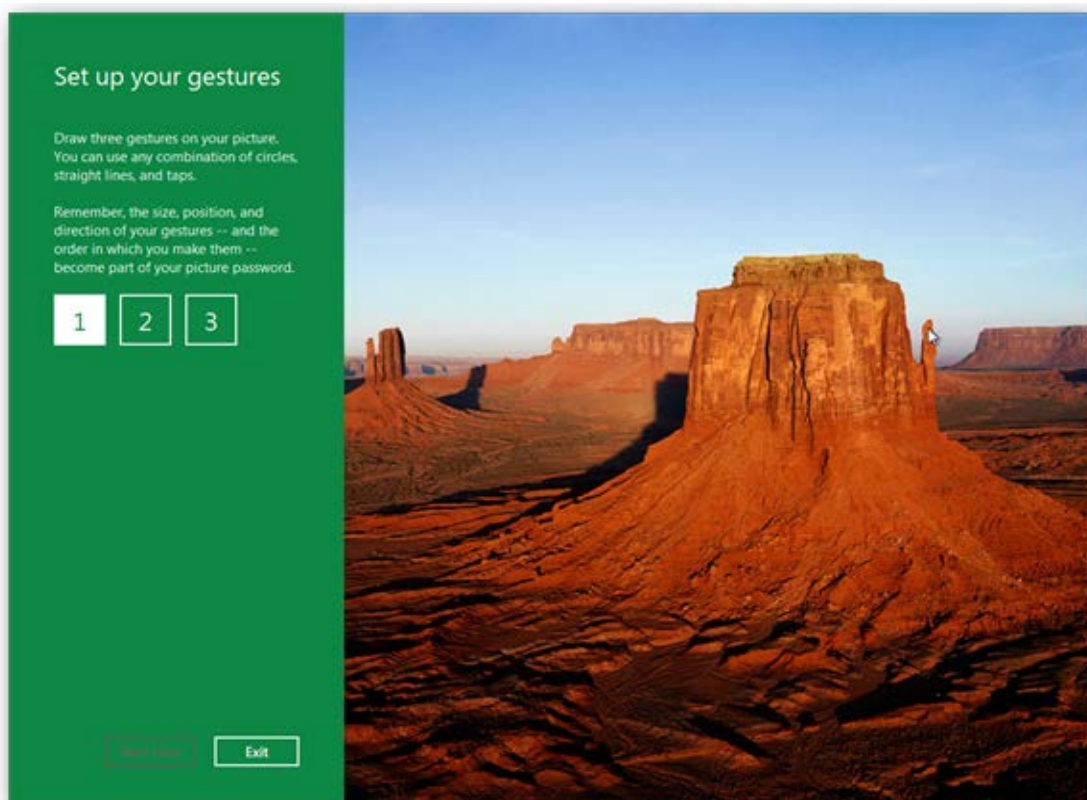 Set up your gestures
Draw three gestures on your picture.
You can use any combination of circles,
straight lines, and taps.
Remember, the size, position, and
direction of your gestures -- and the
order in which you make them --
become part of your picture password.
1 2 3
Exit